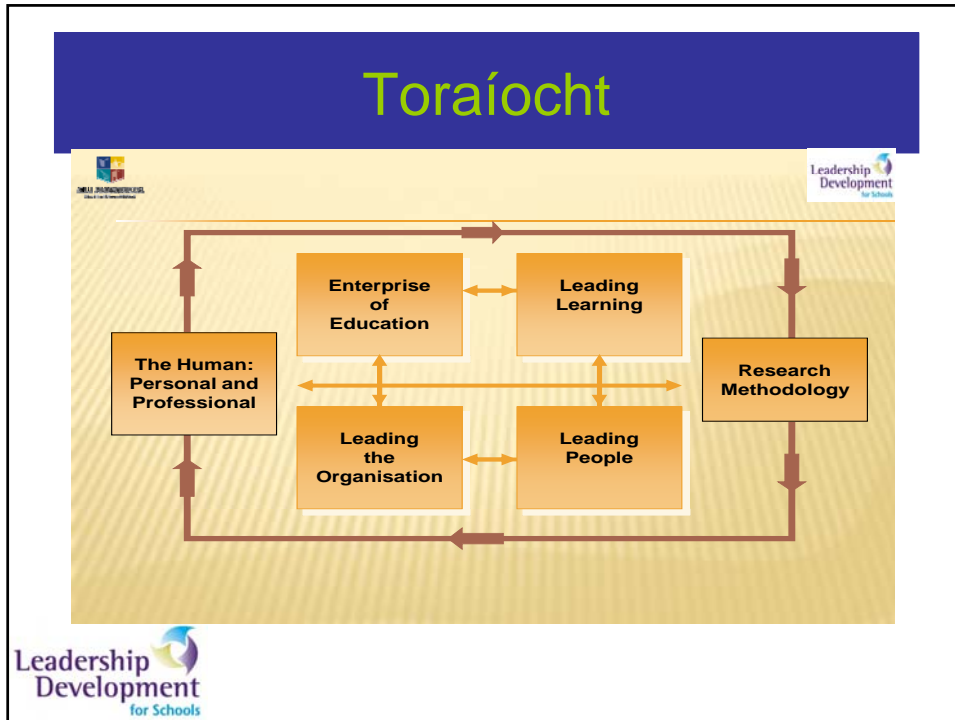 Toraíocht
Leadership
Development
for Schools
Enterprise
of
Education
Leading
Learning
The Human:
Personal and
Professional
Research
Methodology
Leading
the
Organisation
Leading
People
Leadership
Development
for Schools